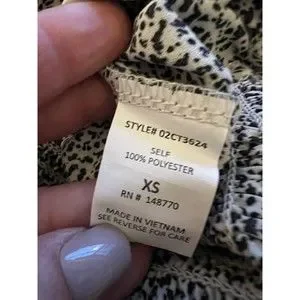 STYLE# 02CT3624
SELF
100% POLYESTER
XS
RN # 148770
MADE IN VIETNAM
SEE REVERSE FOR CARE